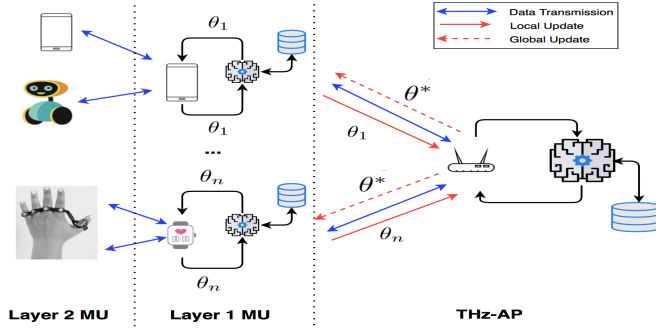 Data Transmission
Local Update
Global Update
θ₁
θ₁
...
θₙ
θₙ
θ*
θ₁
θ*
θₙ
Layer 2 MU
Layer 1 MU
THz-AP